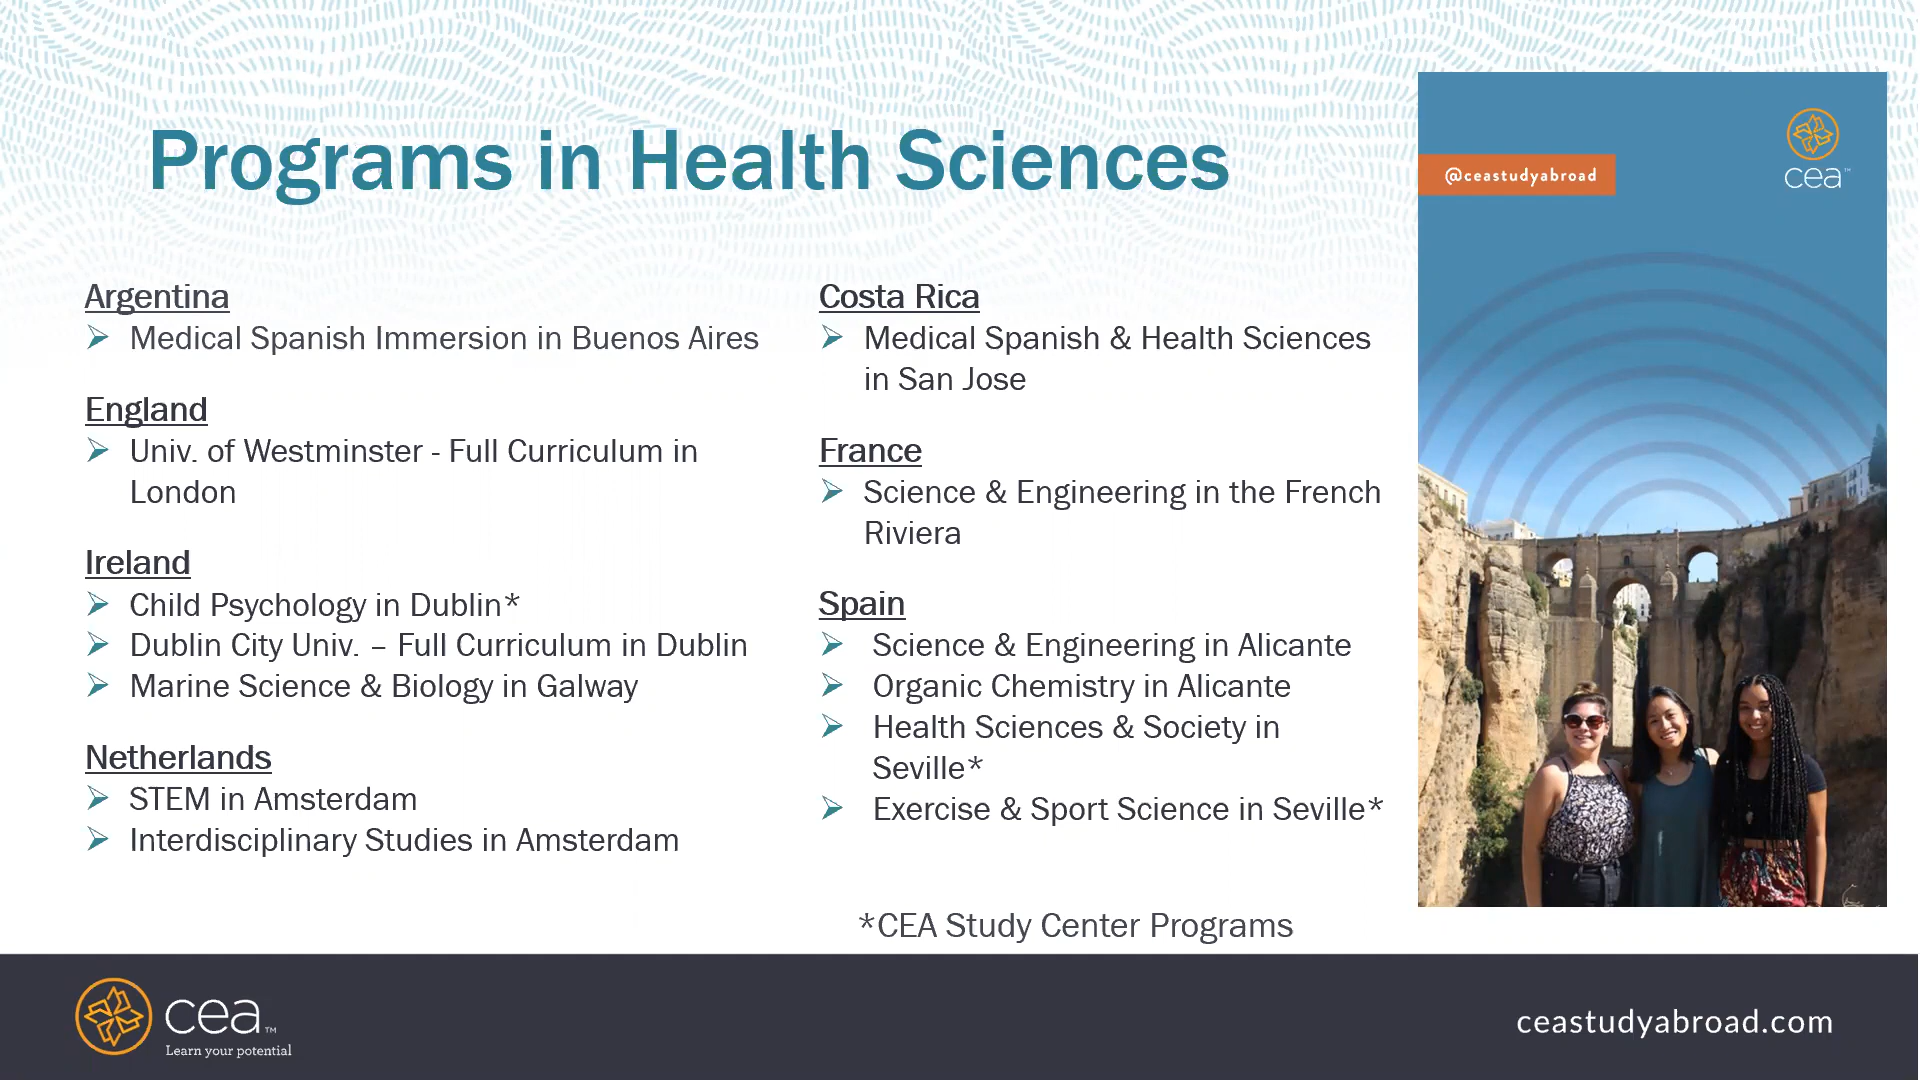 Programs in Health Sciences
Argentina
➢ Medical Spanish Immersion in Buenos Aires
England
➢ Univ. of Westminster - Full Curriculum in
London
Ireland
➢ Child Psychology in Dublin*
➢ Dublin City Univ. – Full Curriculum in Dublin
➢ Marine Science & Biology in Galway
Netherlands
➢ STEM in Amsterdam
➢ Interdisciplinary Studies in Amsterdam
Costa Rica
➢ Medical Spanish & Health Sciences
in San Jose
France
➢ Science & Engineering in the French
Riviera
Spain
➢ Science & Engineering in Alicante
➢ Organic Chemistry in Alicante
➢ Health Sciences & Society in
Seville*
➢ Exercise & Sport Science in Seville*
*CEA Study Center Programs
@ceastudyabroad
cea™
cea™
Learn your potential
ceastudyabroad.com